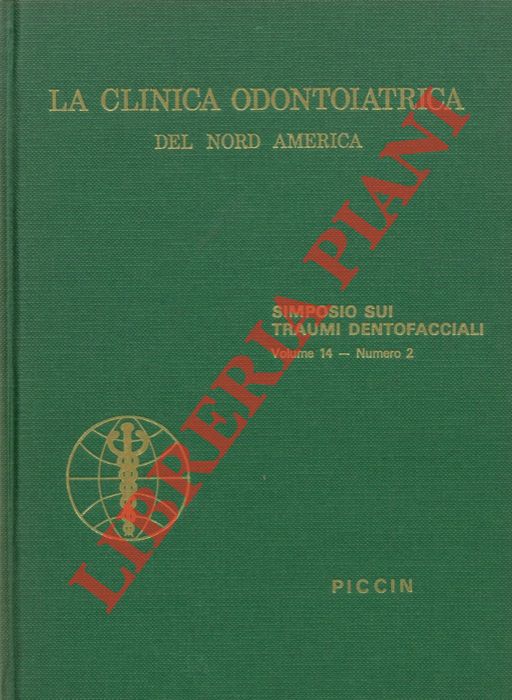 LA CLINICA ODONTOIATRICA
DEL NORD AMERICA
SIMPOSIO SUI
TRAUMI DENTOFACCIALI
Volume 14 — Numero 2
PICCIN
LIBRERIA PIANI